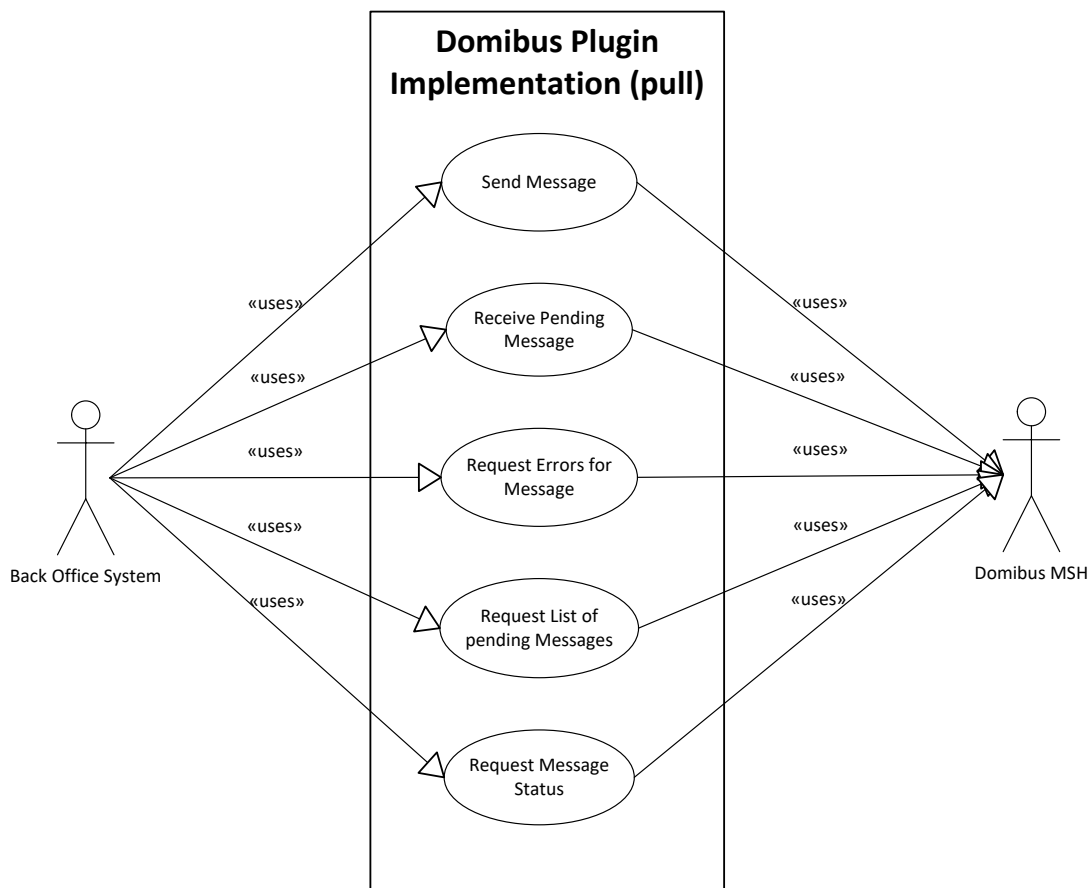 Domibus Plugin
Implementation (pull)
Send Message
«uses»
«uses»
Receive Pending
Message
«uses»
«uses»
Request Errors for
Message
«uses»
«uses»
Back Office System
Domibus MSH
Request List of
pending Messages
«uses»
«uses»
Request Message
Status
«uses»
«uses»